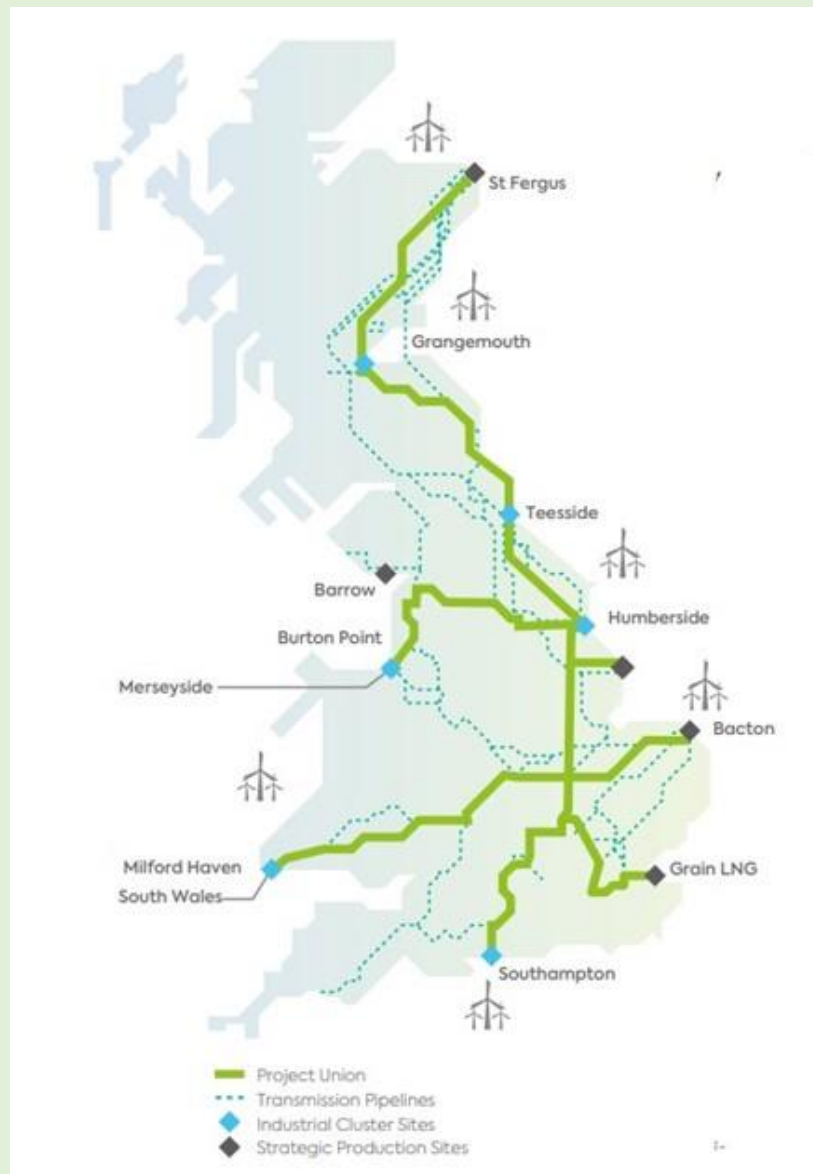 St Fergus
Grangemouth
Teesside
Barrow
Humberside
Burton Point
Merseyside
Bacton
Milford Haven
Grain LNG
South Wales
Southampton
Project Union
Transmission Pipelines
Industrial Cluster Sites
Strategic Production Sites